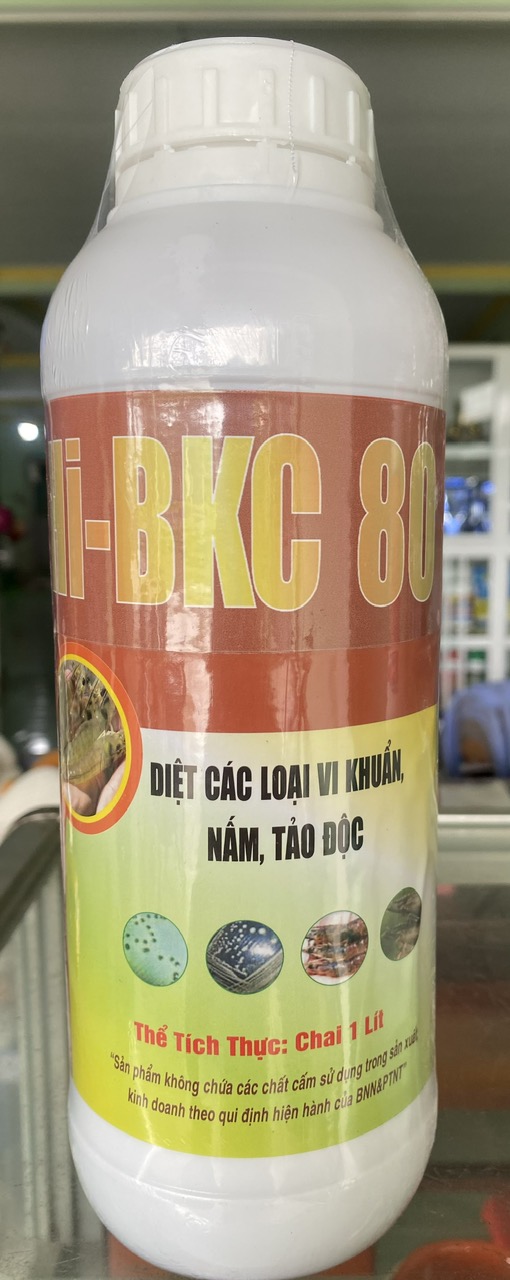 Hi-BKC 80
DIỆT CÁC LOẠI VI KHUẨN,
NẤM, TẢO ĐỘC
Thể Tích Thực: Chai 1 Lít
"Sản phẩm không chứa các chất cấm sử dụng trong sản xuất,
kinh doanh theo qui định hiện hành của BNN&PTNT"